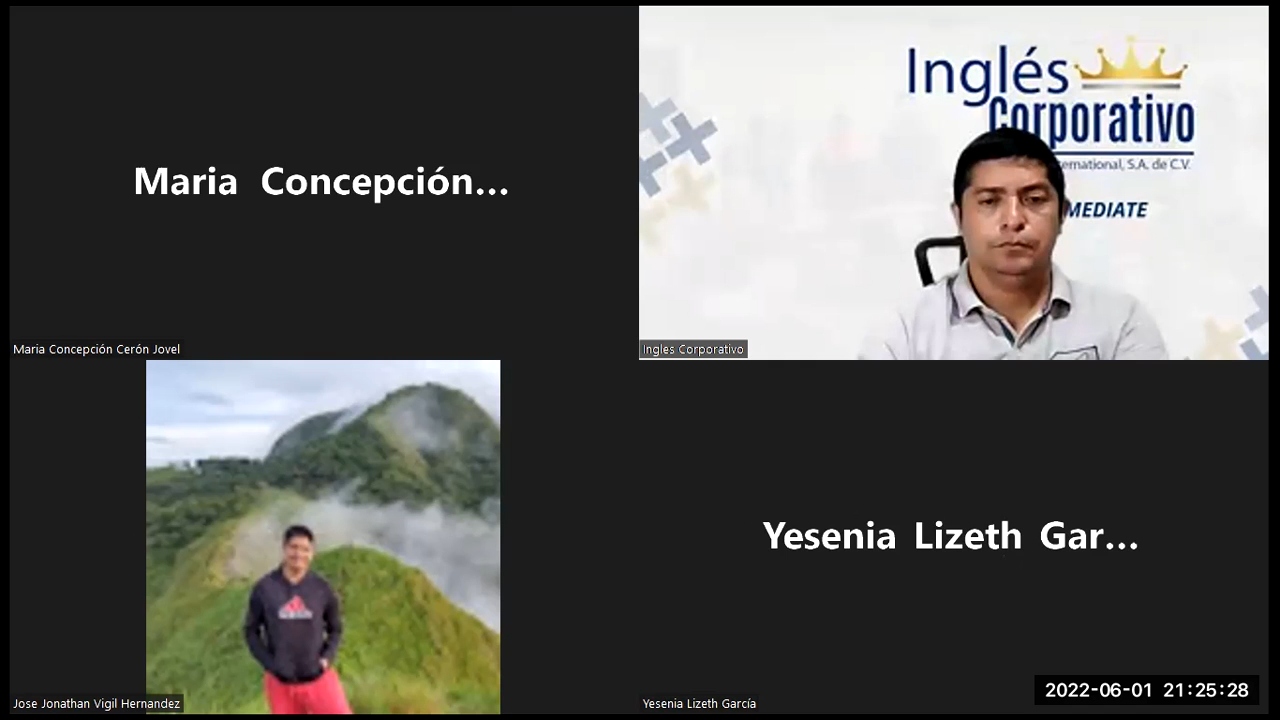 Maria Concepción...
Maria Concepción Cerón Jovel
Inglés
Corporativo
ternational, S.A. de C.V.
MEDIATE
Ingles Corporativo
Jose Jonathan Vigil Hernandez
Yesenia Lizeth Gar...
Yesenia Lizeth García
2022-06-01 21:25:28